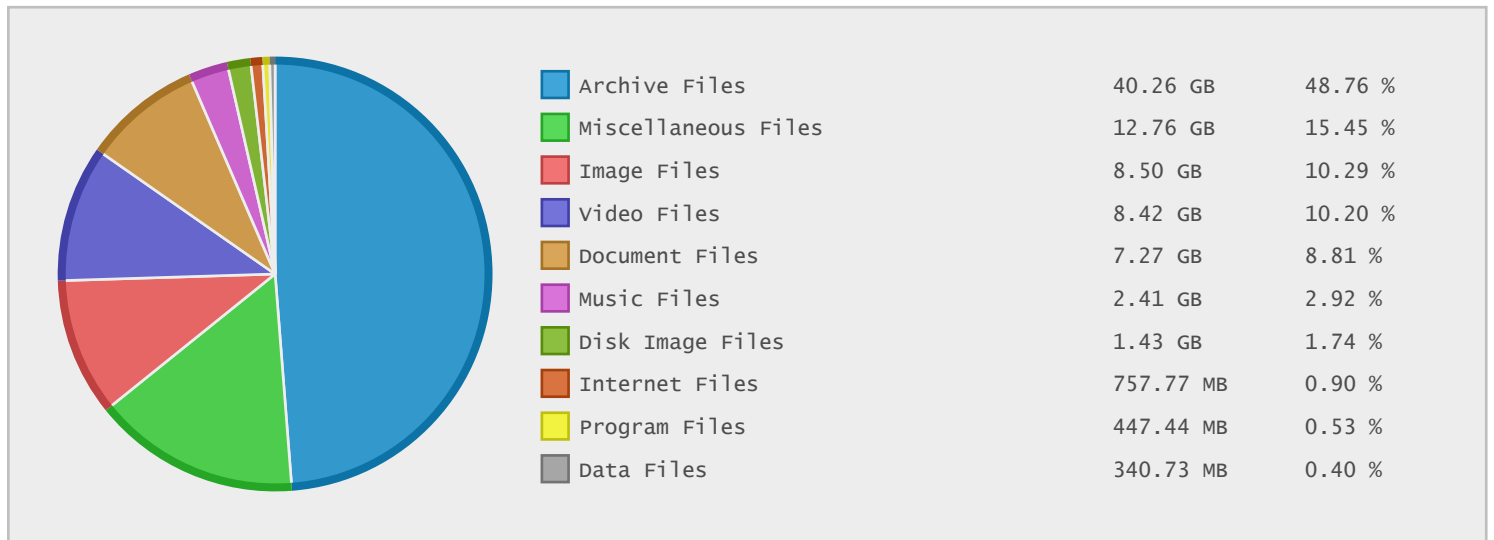 Archive Files 40.26 GB 48.76 %
Miscellaneous Files 12.76 GB 15.45 %
Image Files 8.50 GB 10.29 %
Video Files 8.42 GB 10.20 %
Document Files 7.27 GB 8.81 %
Music Files 2.41 GB 2.92 %
Disk Image Files 1.43 GB 1.74 %
Internet Files 757.77 MB 0.90 %
Program Files 447.44 MB 0.53 %
Data Files 340.73 MB 0.40 %